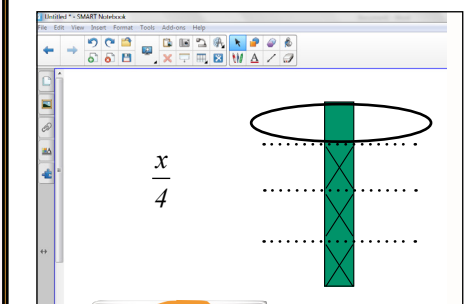 Untitled * - SMART Notebook
File Edit View Insert Format Tools Add-ons Help
x
4